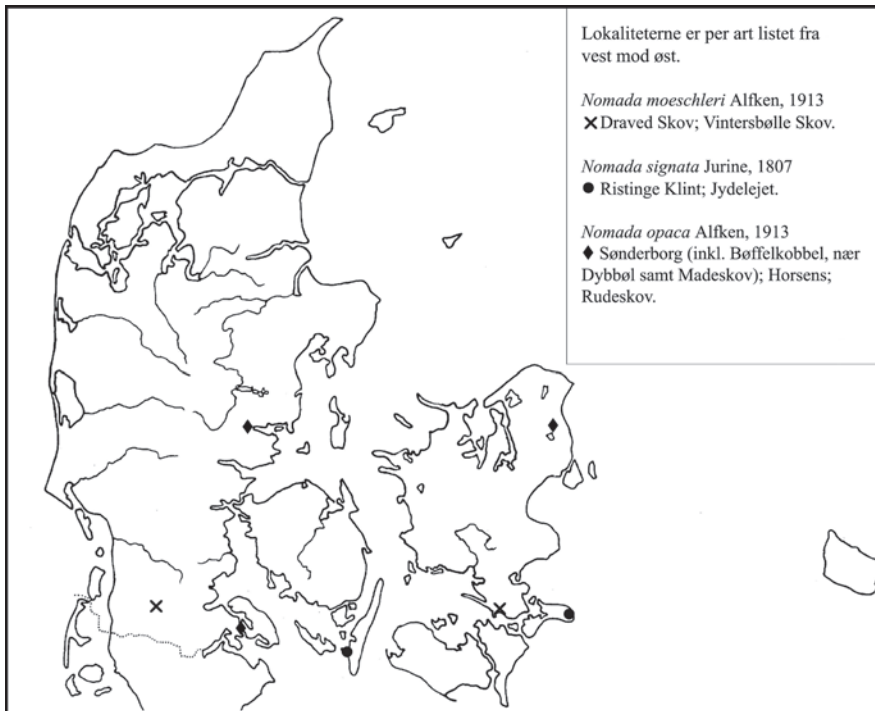 Lokaliteterne er per art listet fra
vest mod øst.
Nomada moeschleri Alfken, 1913
✕ Draved Skov; Vintersbølle Skov.
Nomada signata Jurine, 1807
● Ristinge Klint; Jydelejet.
Nomada opaca Alfken, 1913
♦ Sønderborg (inkl. Bøffelkobbel, nær
Dybbøl samt Madeskov); Horsens;
Rudeskov.